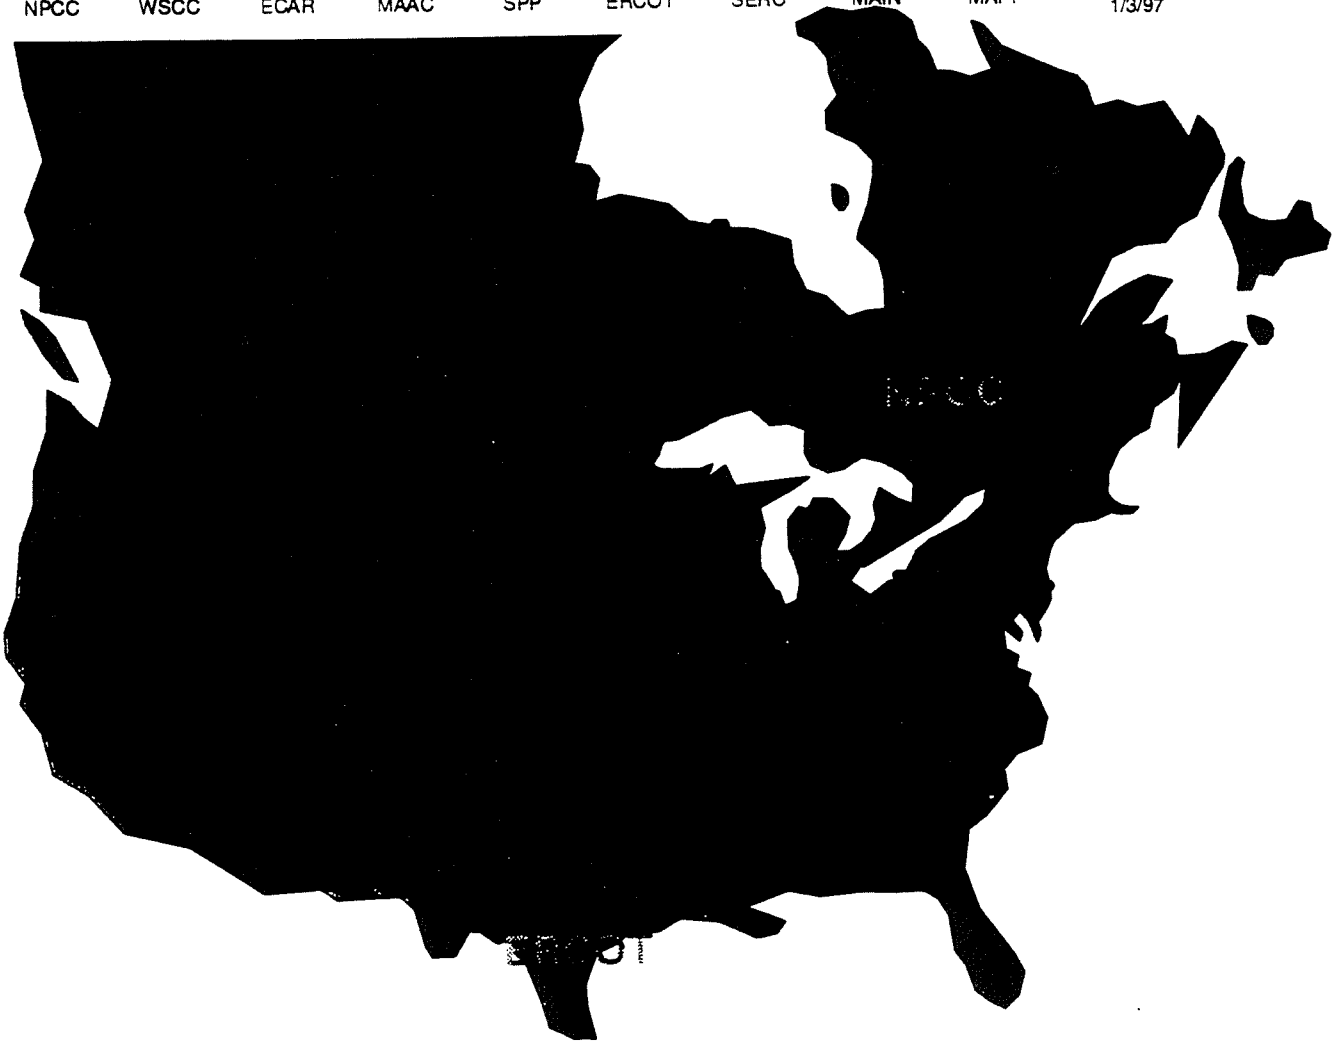 NPCC WSCC ECAR MAAC SPP ERCOT SERC MAIN MAPP 1/3/97
NPCC
ERCOT